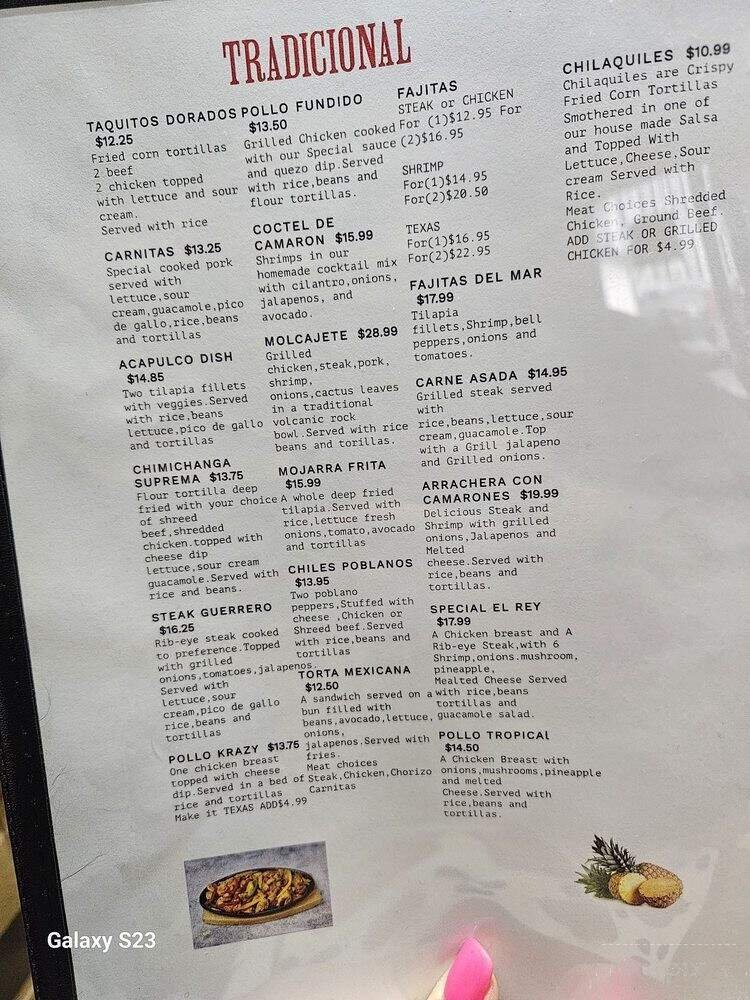 TRADICIONAL
TAQUITOS DORADOS
$12.25
Fried corn tortillas
2 beef
2 chicken topped
with lettuce and sour
cream.
Served with rice
CARNITAS $13.25
Special cooked pork
served with
lettuce,sour
cream,guacamole,pico
de gallo,rice,beans
and tortillas
ACAPULCO DISH
$14.85
Two tilapia fillets
with veggies.Served
with rice,beans
lettuce,pico de gallo
and tortillas
CHIMICHANGA
SUPREMA $13.75
Flour tortilla deep
fried with your choice
of shreed
beef,shredded
chicken.topped with
cheese dip
lettuce,sour cream
guacamole.Served with
rice and beans.
STEAK GUERRERO
$16.25
Rib-eye steak cooked
to preference.Topped
with grilled
onions,tomatoes,jalapenos.
Served with
lettuce,sour
cream,pico de gallo
rice,beans and
tortillas
POLLO KRAZY $13.75
One chicken breast
topped with cheese
dip.Served in a bed of
rice and tortillas
Make it TEXAS ADD$4.99
POLLO FUNDIDO
$13.50
Grilled Chicken cooked
with our Special sauce
and quezo dip.Served
with rice,beans and
flour tortillas.
COCTEL DE
CAMARON $15.99
Shrimps in our
homemade cocktail mix
with cilantro,onions,
jalapenos, and
avocado.
MOLCAJETE $28.99
Grilled
chicken,steak,pork,
shrimp,
onions,cactus leaves
in a traditional
volcanic rock
bowl.Served with rice
beans and torillas.
MOJARRA FRITA
$15.99
A whole deep fried
tilapia.Served with
rice,lettuce fresh
onions,tomato,avocado
and tortillas
CHILES POBLANOS
$13.95
Two poblano
peppers,Stuffed with
cheese ,Chicken or
Shreed beef.Served
with rice,beans and
tortillas
TORTA MEXICANA
$12.50
A sandwich served on a
bun filled with
beans,avocado,lettuce,
onions,
jalapenos.Served with
fries.
Meat choices
Steak,Chicken,Chorizo
Carnitas
FAJITAS
STEAK or CHICKEN
For (1)$12.95 For
(2)$16.95
SHRIMP
For(1)$14.95
For(2)$20.50
TEXAS
For(1)$16.95
For(2)$22.95
FAJITAS DEL MAR
$17.99
Tilapia
fillets,Shrimp,bell
peppers,onions and
tomatoes.
CARNE ASADA $14.95
Grilled steak served
with
rice,beans,lettuce,sour
cream,guacamole.Top
with a Grill jalapeno
and Grilled onions.
ARRACHERA CON
CAMARONES $19.99
Delicious Steak and
Shrimp with grilled
onions,Jalapenos and
Melted
cheese.Served with
rice,beans and
tortillas.
SPECIAL EL REY
$17.99
A Chicken breast and A
Rib-eye Steak,with 6
Shrimp,onions.mushroom,
pineapple,
Mealted Cheese Served
with rice,beans
tortillas and
guacamole salad.
POLLO TROPICAl
$14.50
A Chicken Breast with
onions,mushrooms,pineapple
and melted
Cheese.Served with
rice,beans and
tortillas.
CHILAQUILES $10.99
Chilaquiles are Crispy
Fried Corn Tortillas
Smothered in one of
our house made Salsa
and Topped With
Lettuce,Cheese,Sour
cream Served with
Rice.
Meat Choices Shredded
Chicken, Ground Beef.
ADD STEAK OR GRILLED
CHICKEN FOR $4.99
Galaxy S23